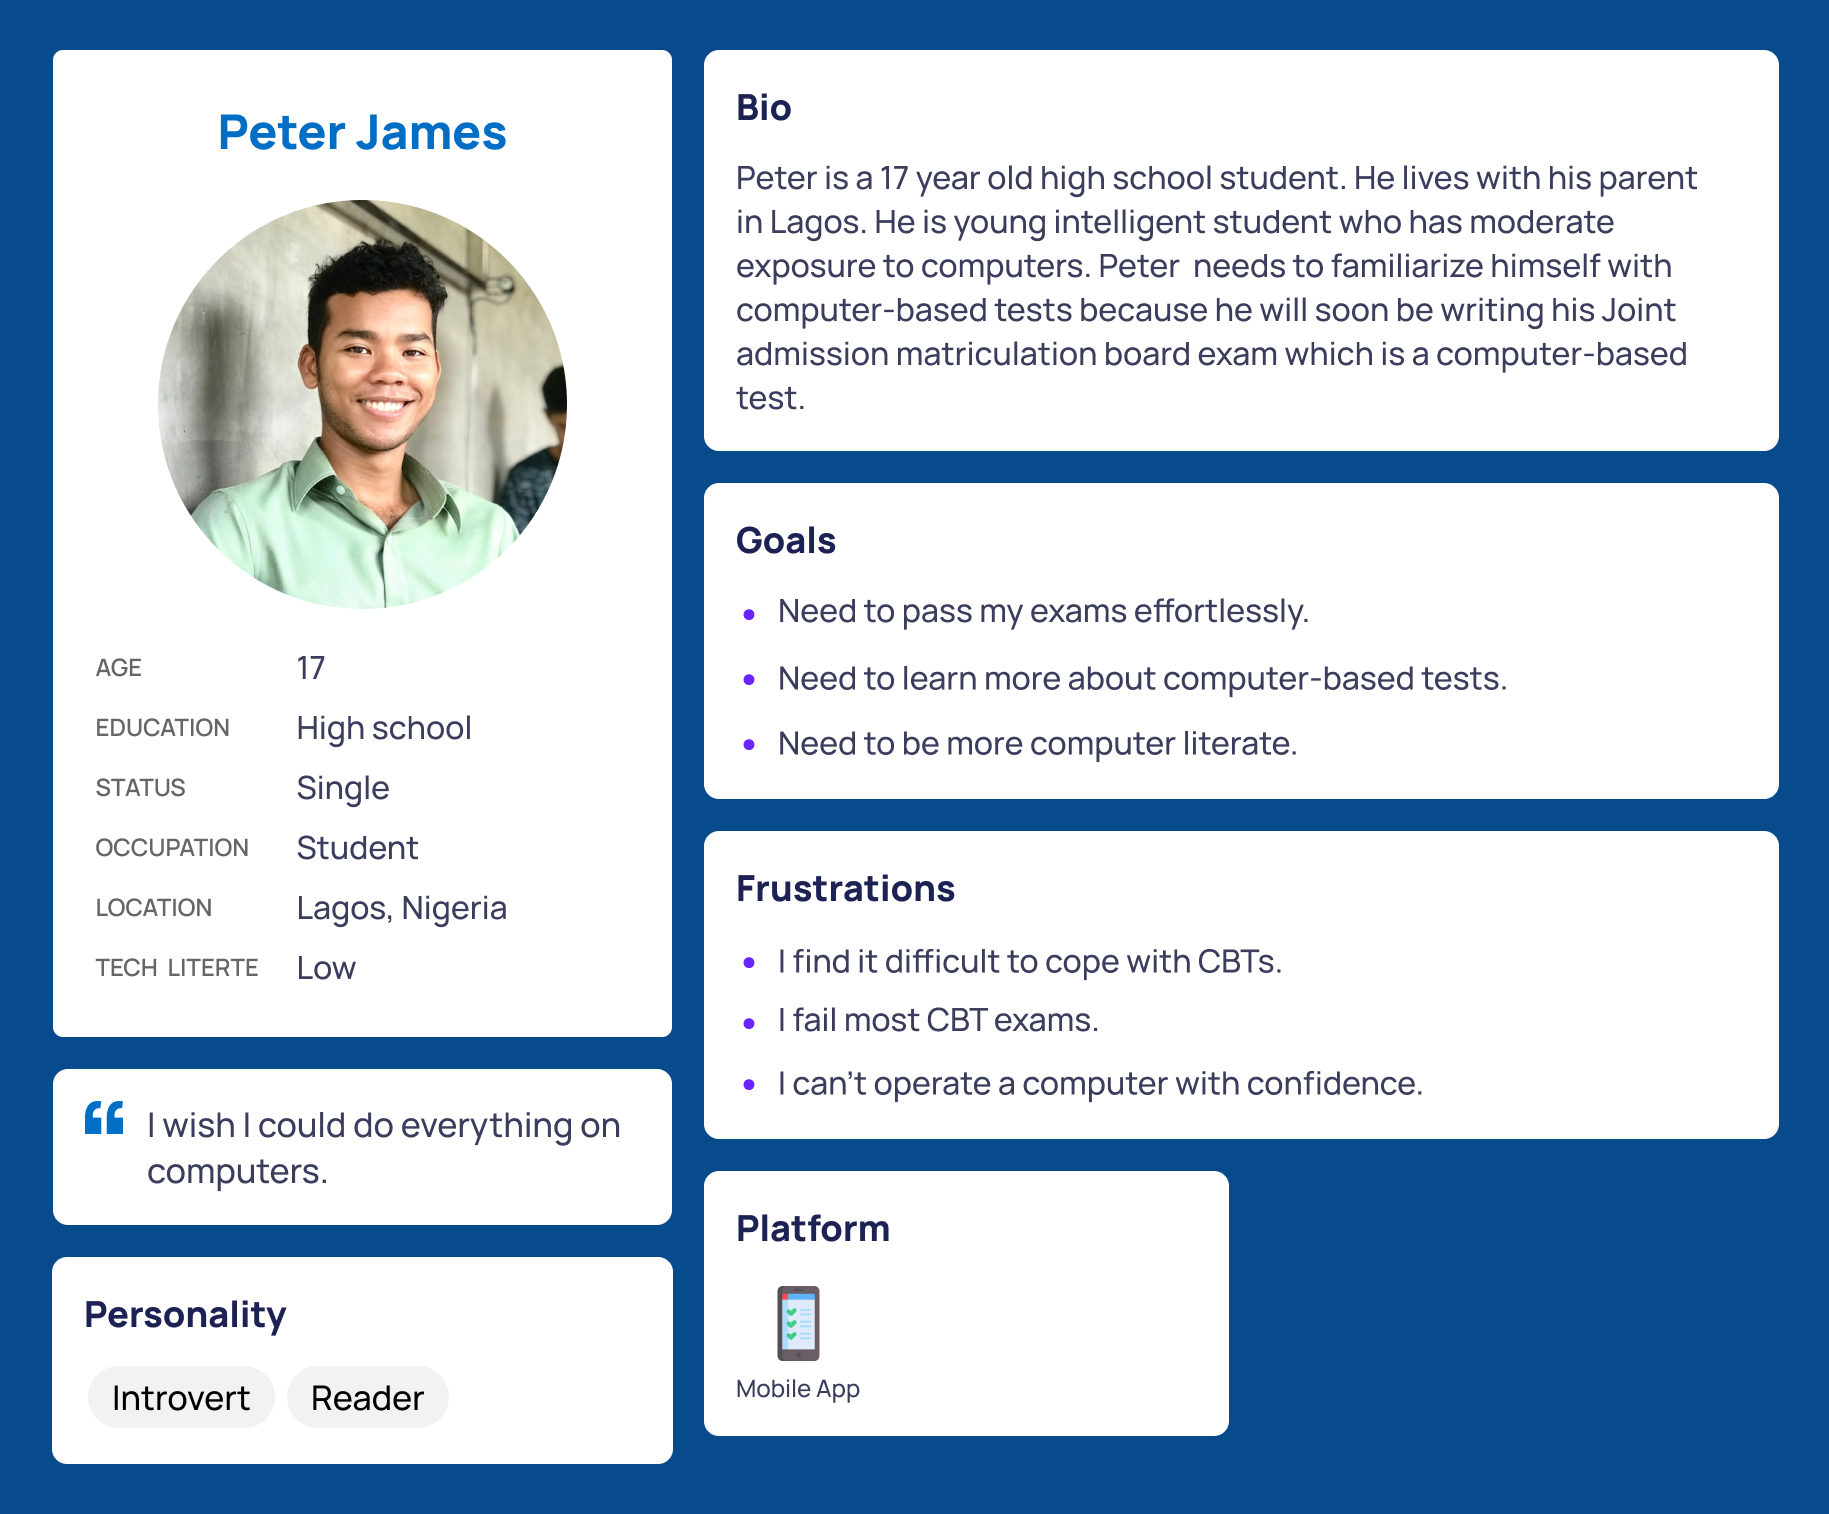 Peter James
AGE 17
EDUCATION High school
STATUS Single
OCCUPATION Student
LOCATION Lagos, Nigeria
TECH LITERTE Low
“ I wish I could do everything on
computers.
Personality
Introvert Reader
Bio
Peter is a 17 year old high school student. He lives with his parent
in Lagos. He is young intelligent student who has moderate
exposure to computers. Peter  needs to familiarize himself with
computer-based tests because he will soon be writing his Joint
admission matriculation board exam which is a computer-based
test.
Goals
• Need to pass my exams effortlessly.
• Need to learn more about computer-based tests.
• Need to be more computer literate.
Frustrations
• I find it difficult to cope with CBTs.
• I fail most CBT exams.
• I can’t operate a computer with confidence.
Platform
Mobile App